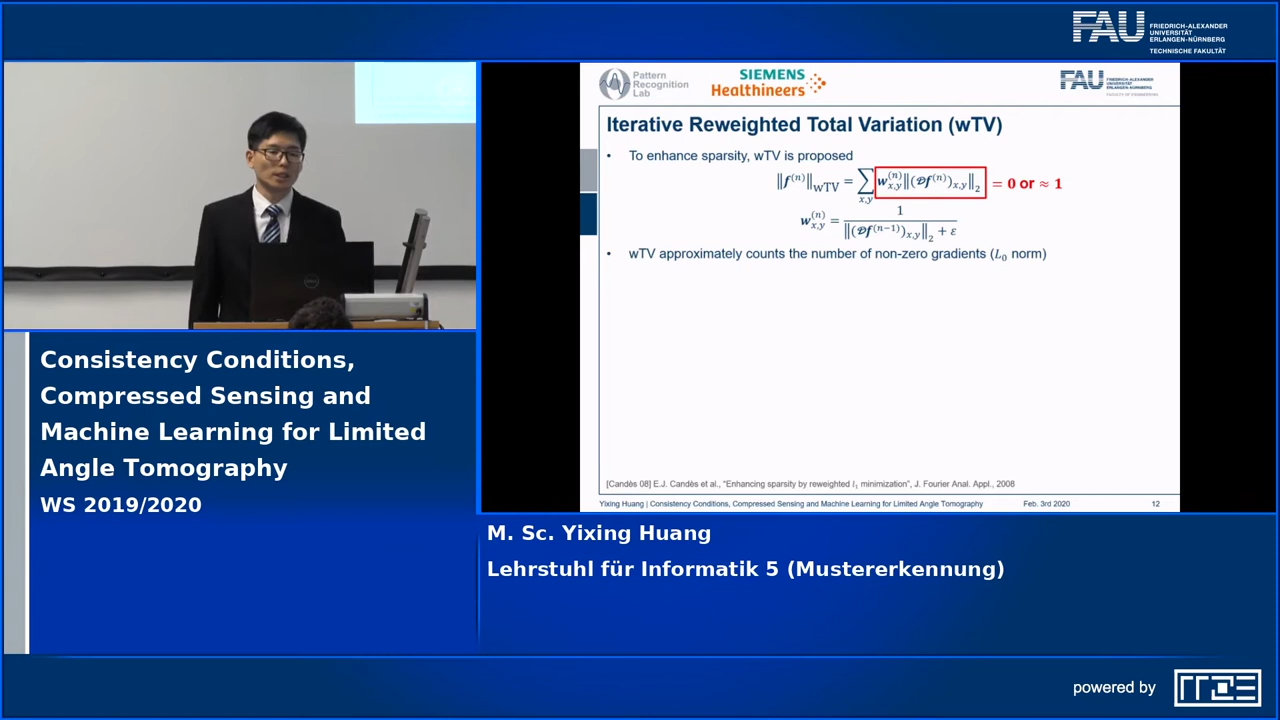 FAU
FRIEDRICH-ALEXANDER
UNIVERSITÄT
ERLANGEN-NÜRNBERG
TECHNISCHE FAKULTÄT
Pattern
Recognition
Lab
SIEMENS
Healthineers
FAU
FRIEDRICH-ALEXANDER
UNIVERSITÄT
ERLANGEN-NÜRNBERG
FACULTY OF ENGINEERING
Iterative Reweighted Total Variation (wTV)
• To enhance sparsity, wTV is proposed
‖f^(n)‖_wTV = ∑_{x,y} w_{x,y}^(n) ‖(𝒟f^(n))_{x,y}‖_2 = 0 or ≈ 1
w_{x,y}^(n) = 1 / (‖(𝒟f^(n−1))_{x,y}‖_2 + ε)
• wTV approximately counts the number of non-zero gradients (L_0 norm)
[Candès 08] E.J. Candès et al., "Enhancing sparsity by reweighted l_1 minimization", J. Fourier Anal. Appl., 2008
Yixing Huang | Consistency Conditions, Compressed Sensing and Machine Learning for Limited Angle Tomography Feb. 3rd 2020 12
Consistency Conditions,
Compressed Sensing and
Machine Learning for Limited
Angle Tomography
WS 2019/2020
M. Sc. Yixing Huang
Lehrstuhl für Informatik 5 (Mustererkennung)
powered by